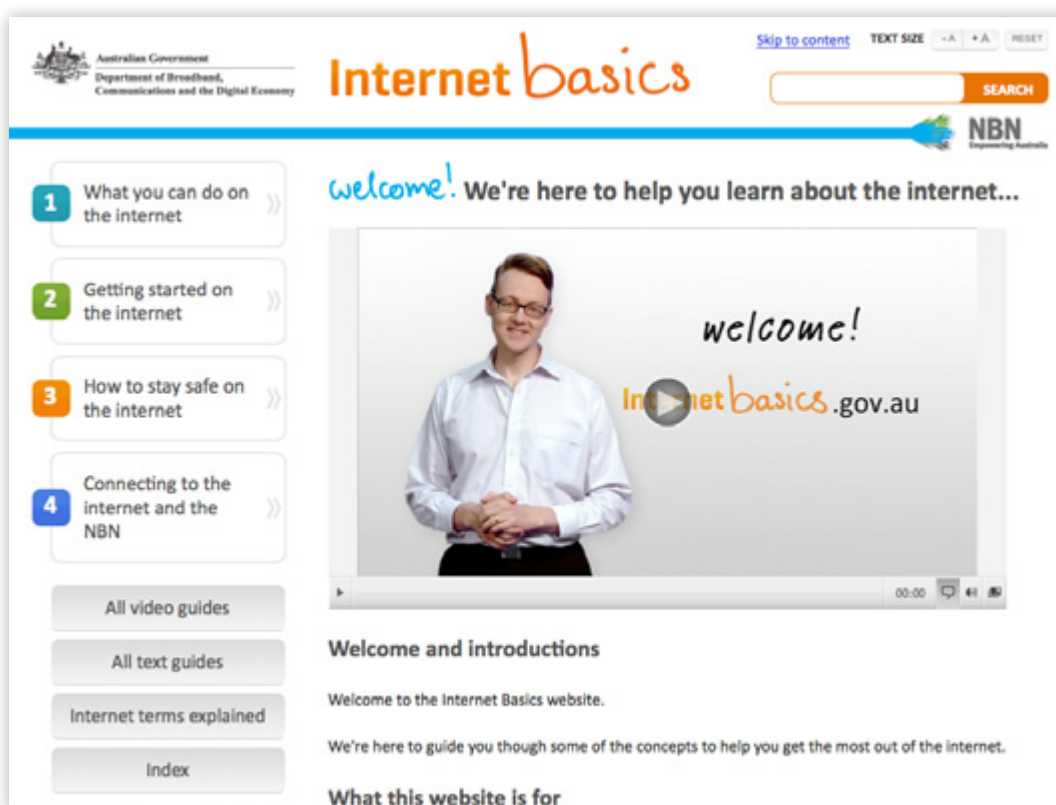 Australian Government
Department of Broadband,
Communications and the Digital Economy
Internet basics
Skip to content TEXT SIZE - A + A RESET
SEARCH
NBN
Empowering Australia
1 What you can do on
the internet
2 Getting started on
the internet
3 How to stay safe on
the internet
4 Connecting to the
internet and the
NBN
All video guides
All text guides
Internet terms explained
Index
welcome! We're here to help you learn about the internet...
welcome!
Internet basics.gov.au
00:00
Welcome and introductions
Welcome to the Internet Basics website.
We're here to guide you though some of the concepts to help you get the most out of the internet.
What this website is for